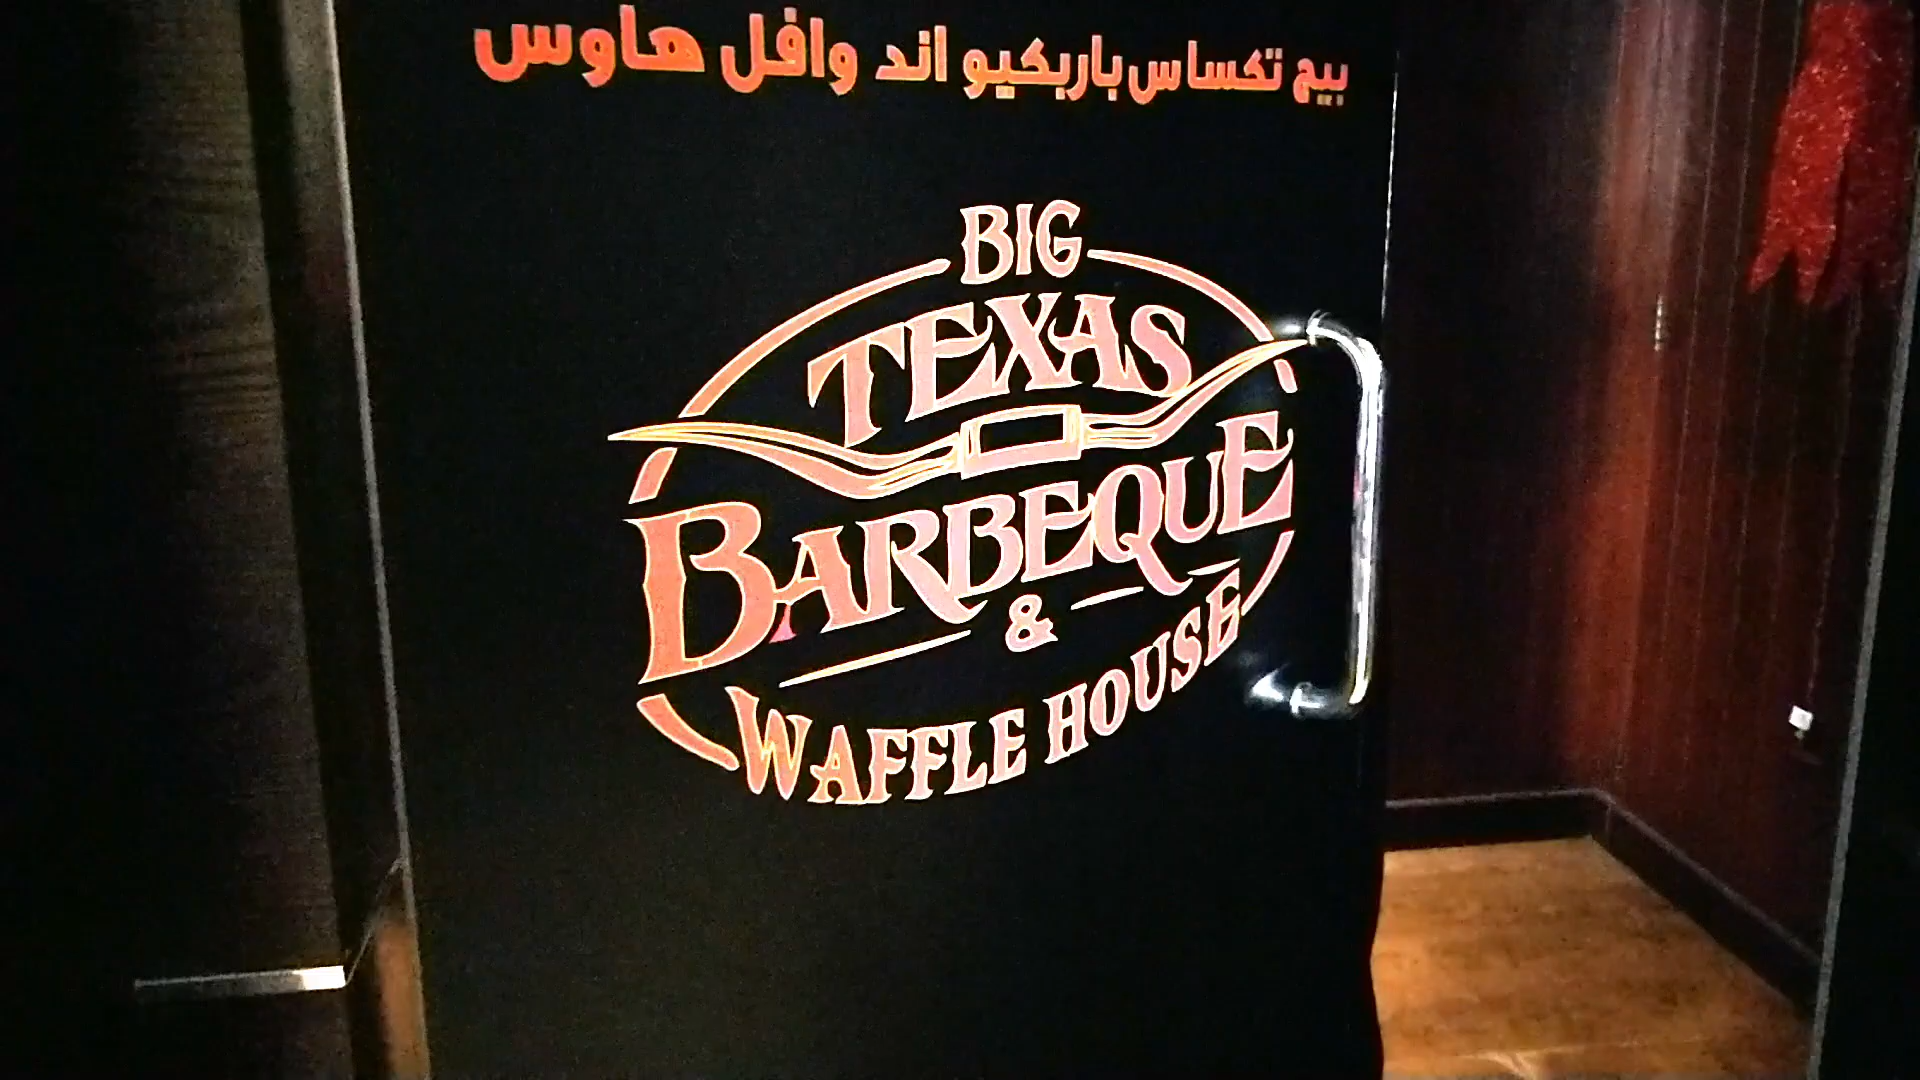 بيج تكساس باربكيو اند وافل هاوس
BIG
TEXAS
BARBEQUE
&
WAFFLE HOUSE